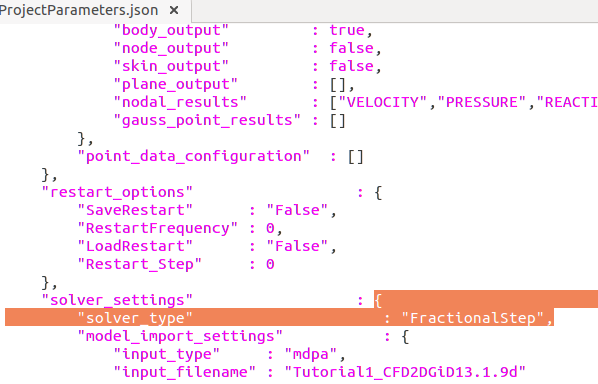 ProjectParameters.json ×
"body_output" : true,
"node_output" : false,
"skin_output" : false,
"plane_output" : [],
"nodal_results" : ["VELOCITY","PRESSURE","REACTI
"gauss_point_results" : []
},
"point_data_configuration" : []
},
"restart_options" : {
"SaveRestart" : "False",
"RestartFrequency" : 0,
"LoadRestart" : "False",
"Restart_Step" : 0
},
"solver_settings" : {
"solver_type" : "FractionalStep",
"model_import_settings" : {
"input_type" : "mdpa",
"input_filename" : "Tutorial1_CFD2DGiD13.1.9d"